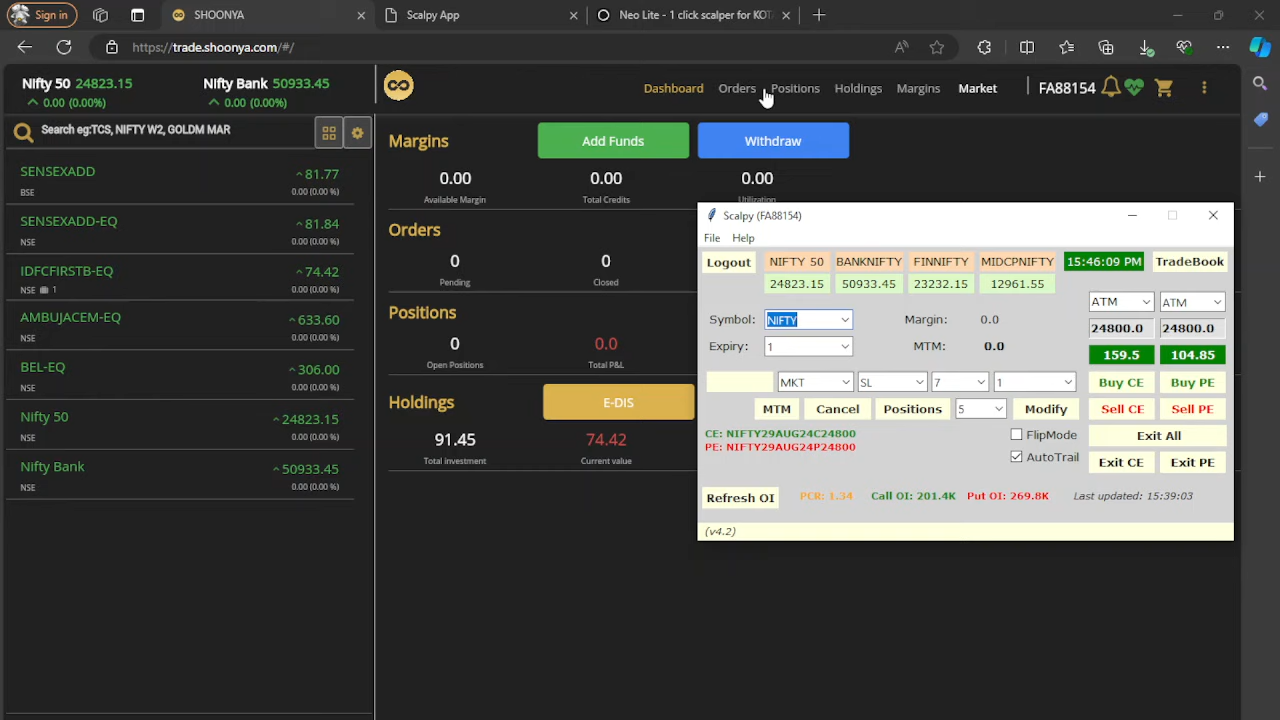 Sign in
SHOONYA
Scalpy App
Neo Lite - 1 click scalper for KOT
https://trade.shoonya.com/#/
Nifty 50 24823.15
0.00 (0.00%)
Nifty Bank 50933.45
0.00 (0.00%)
Dashboard Orders Positions Holdings Margins Market FA88154
Search eg:TCS, NIFTY W2, GOLDM MAR
SENSEXADD 81.77
BSE 0.00 (0.00 %)
SENSEXADD-EQ 81.84
NSE 0.00 (0.00 %)
IDFCFIRSTB-EQ 74.42
NSE 1 0.00 (0.00 %)
AMBUJACEM-EQ 633.60
NSE 0.00 (0.00 %)
BEL-EQ 306.00
NSE 0.00 (0.00 %)
Nifty 50 24823.15
NSE 0.00 (0.00 %)
Nifty Bank 50933.45
NSE 0.00 (0.00 %)
Margins Add Funds Withdraw
0.00 0.00 0.00
Available Margin Total Credits Utilization
Orders
0 0
Pending Closed
Positions
0 0.0
Open Positions Total P&L
Holdings E-DIS
91.45 74.42
Total investment Current value
Scalpy (FA88154)
File Help
Logout NIFTY 50 BANKNIFTY FINNIFTY MIDCPNIFTY 15:46:09 PM TradeBook
24823.15 50933.45 23232.15 12961.55
ATM ATM
Symbol: NIFTY Margin: 0.0 24800.0 24800.0
Expiry: 1 MTM: 0.0 159.5 104.85
MKT SL 7 1 Buy CE Buy PE
MTM Cancel Positions 5 Modify Sell CE Sell PE
CE: NIFTY29AUG24C24800 FlipMode Exit All
PE: NIFTY29AUG24P24800
AutoTrail Exit CE Exit PE
Refresh OI PCR: 1.34 Call OI: 201.4K Put OI: 269.8K Last updated: 15:39:03
(v4.2)